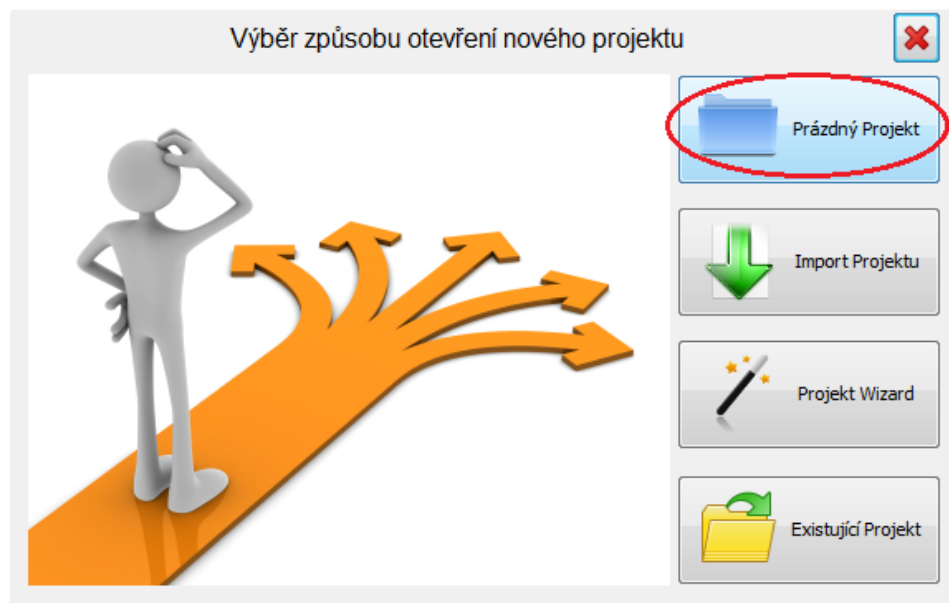 Výběr způsobu otevření nového projektu
Prázdný Projekt
Import Projektu
Projekt Wizard
Existující Projekt